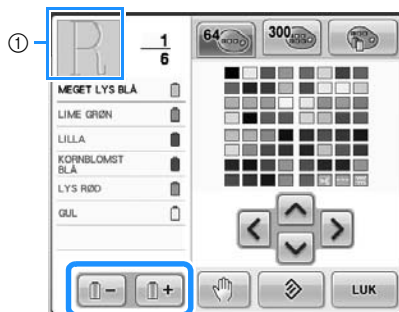 ①
R
1
6
64
300
MEGET LYS BLÅ
LIME GRØN
LILLA
KORNBLOMST
BLÅ
LYS RØD
GUL
−
+
LUK